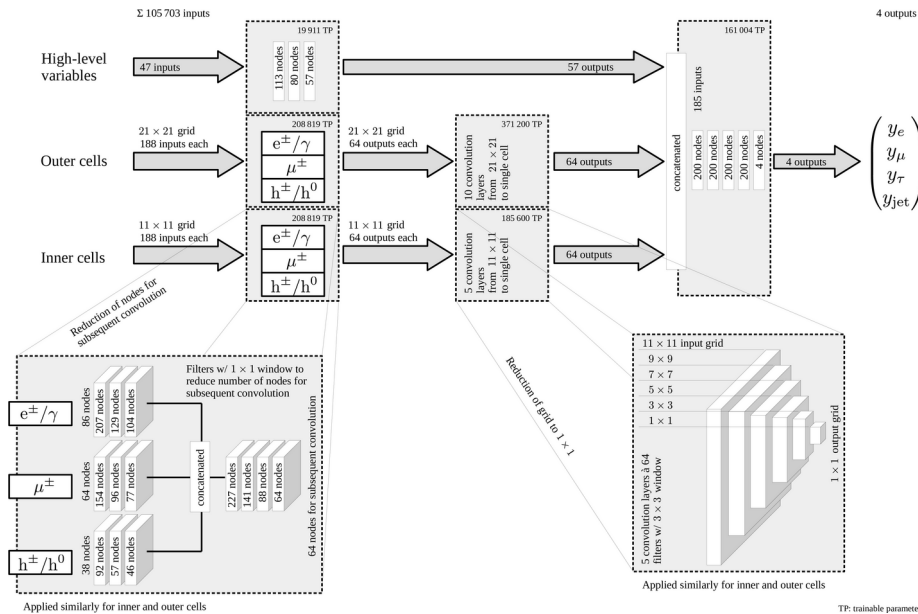 Σ 105 703 inputs
4 outputs
High-level
variables
47 inputs
19 911 TP
113 nodes
80 nodes
57 nodes
57 outputs
161 004 TP
concatenated
185 inputs
200 nodes
200 nodes
200 nodes
200 nodes
4 nodes
4 outputs
y_e
y_μ
y_τ
y_jet
Outer cells
21 × 21 grid
188 inputs each
208 819 TP
e±/γ
μ±
h±/h⁰
21 × 21 grid
64 outputs each
371 200 TP
10 convolution
layers
from 21 × 21
to single cell
64 outputs
Inner cells
11 × 11 grid
188 inputs each
208 819 TP
e±/γ
μ±
h±/h⁰
11 × 11 grid
64 outputs each
185 600 TP
5 convolution
layers
from 11 × 11
to single cell
64 outputs
Reduction of nodes for
subsequent convolution
Filters w/ 1 × 1 window to
reduce number of nodes for
subsequent convolution
e±/γ
86 nodes
207 nodes
129 nodes
104 nodes
μ±
64 nodes
154 nodes
96 nodes
77 nodes
h±/h⁰
38 nodes
92 nodes
57 nodes
46 nodes
concatenated
227 nodes
141 nodes
88 nodes
64 nodes
64 nodes for subsequent convolution
Applied similarly for inner and outer cells
Reduction of grid to 1 × 1
11 × 11 input grid
9 × 9
7 × 7
5 × 5
3 × 3
1 × 1
5 convolution layers à 64
filters w/ 3 × 3 window
1 × 1 output grid
Applied similarly for inner and outer cells
TP: trainable paramete